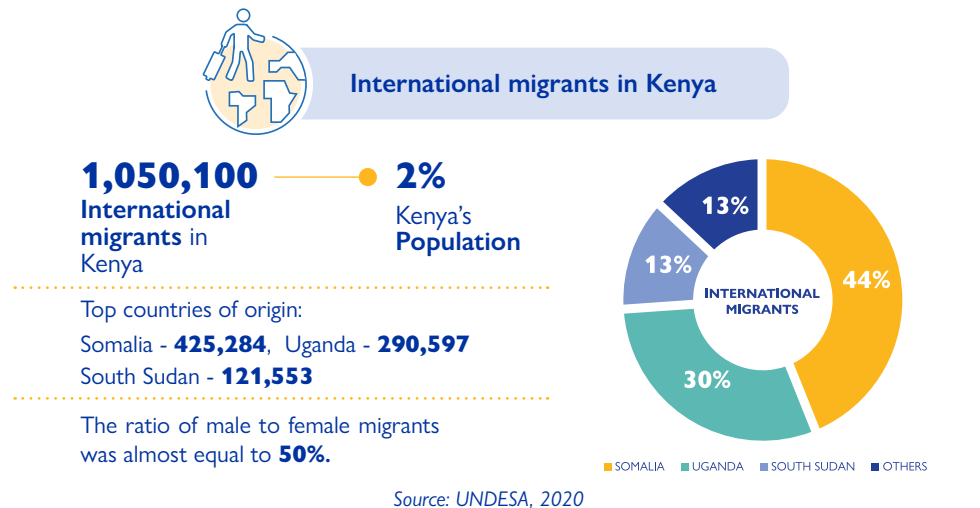 International migrants in Kenya
1,050,100
International
migrants in
Kenya
2%
Kenya's
Population
Top countries of origin:
Somalia - 425,284, Uganda - 290,597
South Sudan - 121,553
The ratio of male to female migrants
was almost equal to 50%.
13%
13%
44%
30%
INTERNATIONAL
MIGRANTS
SOMALIA UGANDA SOUTH SUDAN OTHERS
Source: UNDESA, 2020